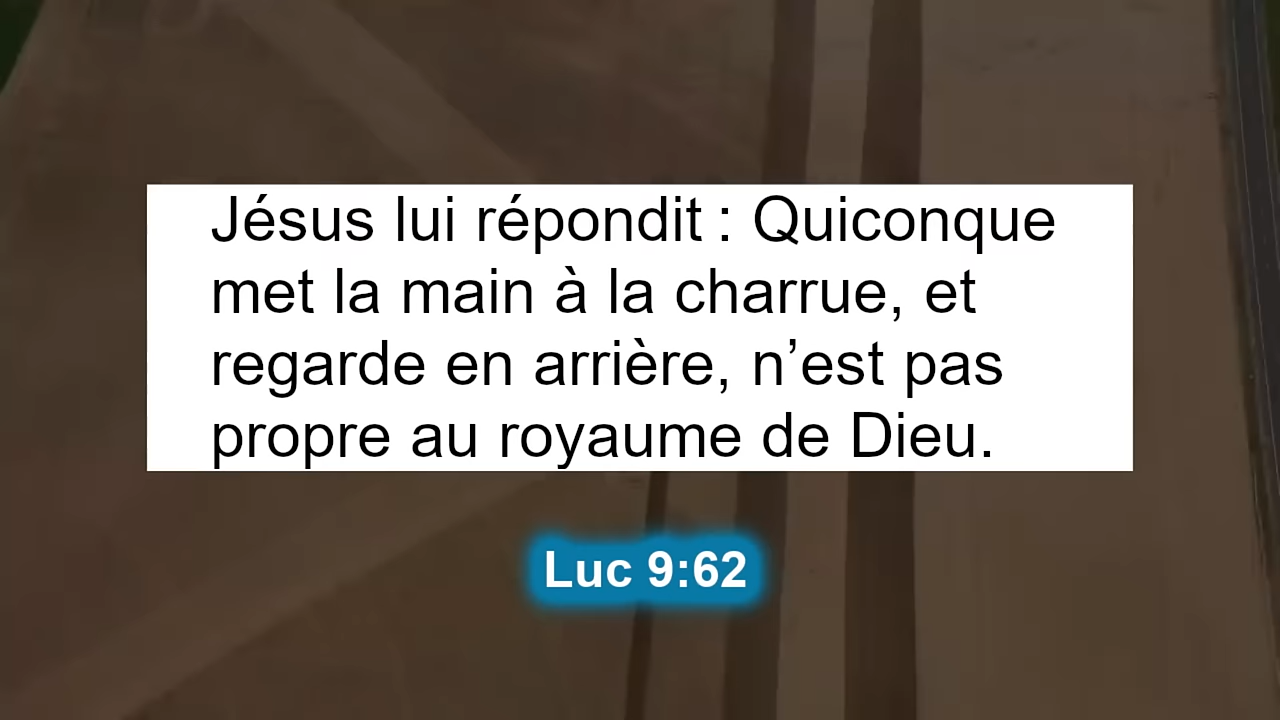 Jésus lui répondit : Quiconque
met la main à la charrue, et
regarde en arrière, n’est pas
propre au royaume de Dieu.
Luc 9:62